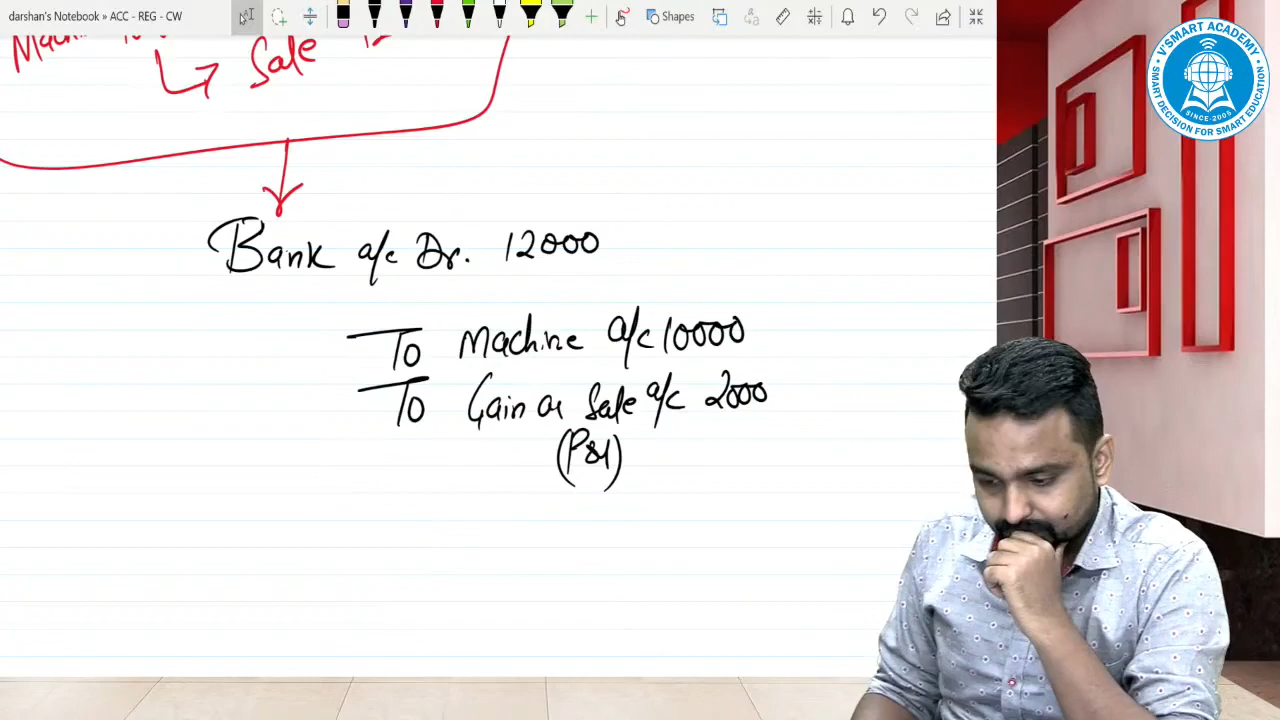 darshan's Notebook » ACC - REG - CW
Shapes
Sale
Bank a/c Dr. 12000
To Machine a/c 10000
To Gain on Sale a/c 2000
(P&L)
V'SMART ACADEMY
SINCE-2005
SMART DECISION FOR SMART EDUCATION